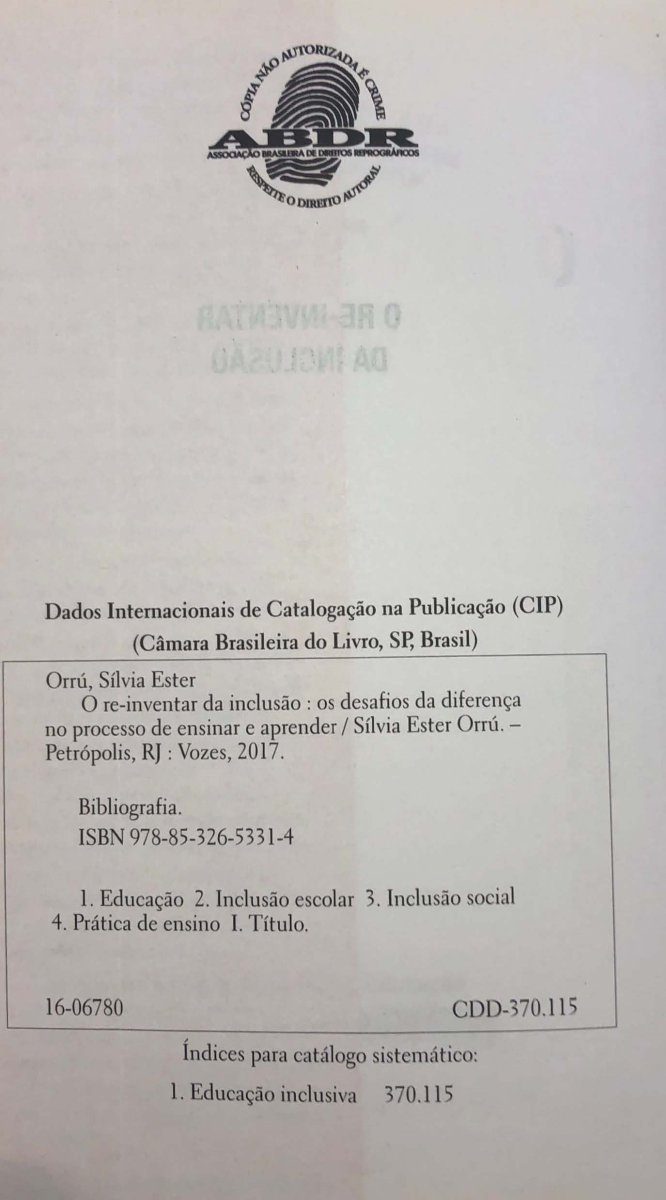 CÓPIA NÃO AUTORIZADA É CRIME
ABDR
ASSOCIAÇÃO BRASILEIRA DE DIREITOS REPROGRÁFICOS
RESPEITE O DIREITO AUTORAL
O RE-INVENTAR
DA INCLUSÃO
Dados Internacionais de Catalogação na Publicação (CIP)
(Câmara Brasileira do Livro, SP, Brasil)
Orrú, Sílvia Ester
O re-inventar da inclusão : os desafios da diferença
no processo de ensinar e aprender / Sílvia Ester Orrú. –
Petrópolis, RJ : Vozes, 2017.
Bibliografia.
ISBN 978-85-326-5331-4
1. Educação 2. Inclusão escolar 3. Inclusão social
4. Prática de ensino I. Título.
16-06780 CDD-370.115
Índices para catálogo sistemático:
1. Educação inclusiva 370.115